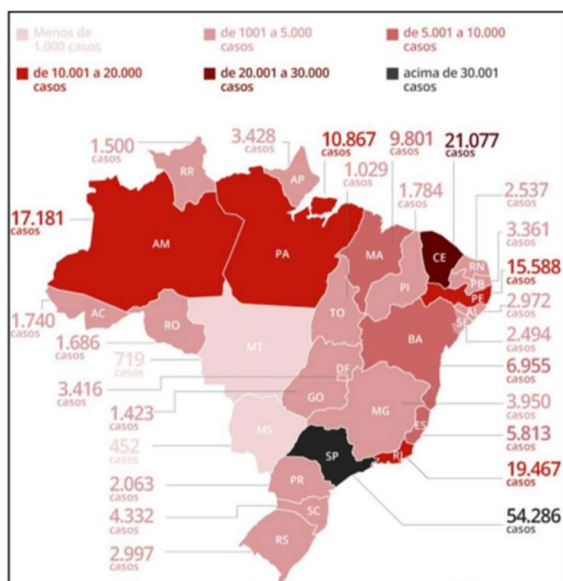 Menos de
1.000 casos
de 1001 a 5.000
casos
de 5.001 a 10.000
casos
de 10.001 a 20.000
casos
de 20.001 a 30.000
casos
acima de 30.001
casos
1.500
casos
3.428
casos
10.867
casos
9.801
casos
21.077
casos
1.029
casos
1.784
casos
2.537
casos
3.361
casos
17.181
casos
15.588
casos
2.972
casos
2.494
casos
1.740
casos
1.686
casos
719
casos
3.416
casos
1.423
casos
452
casos
6.955
casos
3.950
casos
5.813
casos
19.467
casos
2.063
casos
4.332
casos
2.997
casos
54.286
casos
RR
AP
AM
PA
MA
CE
RN
PB
PE
AL
SE
PI
AC
RO
TO
BA
MT
DF
GO
MG
ES
MS
SP
RJ
PR
SC
RS